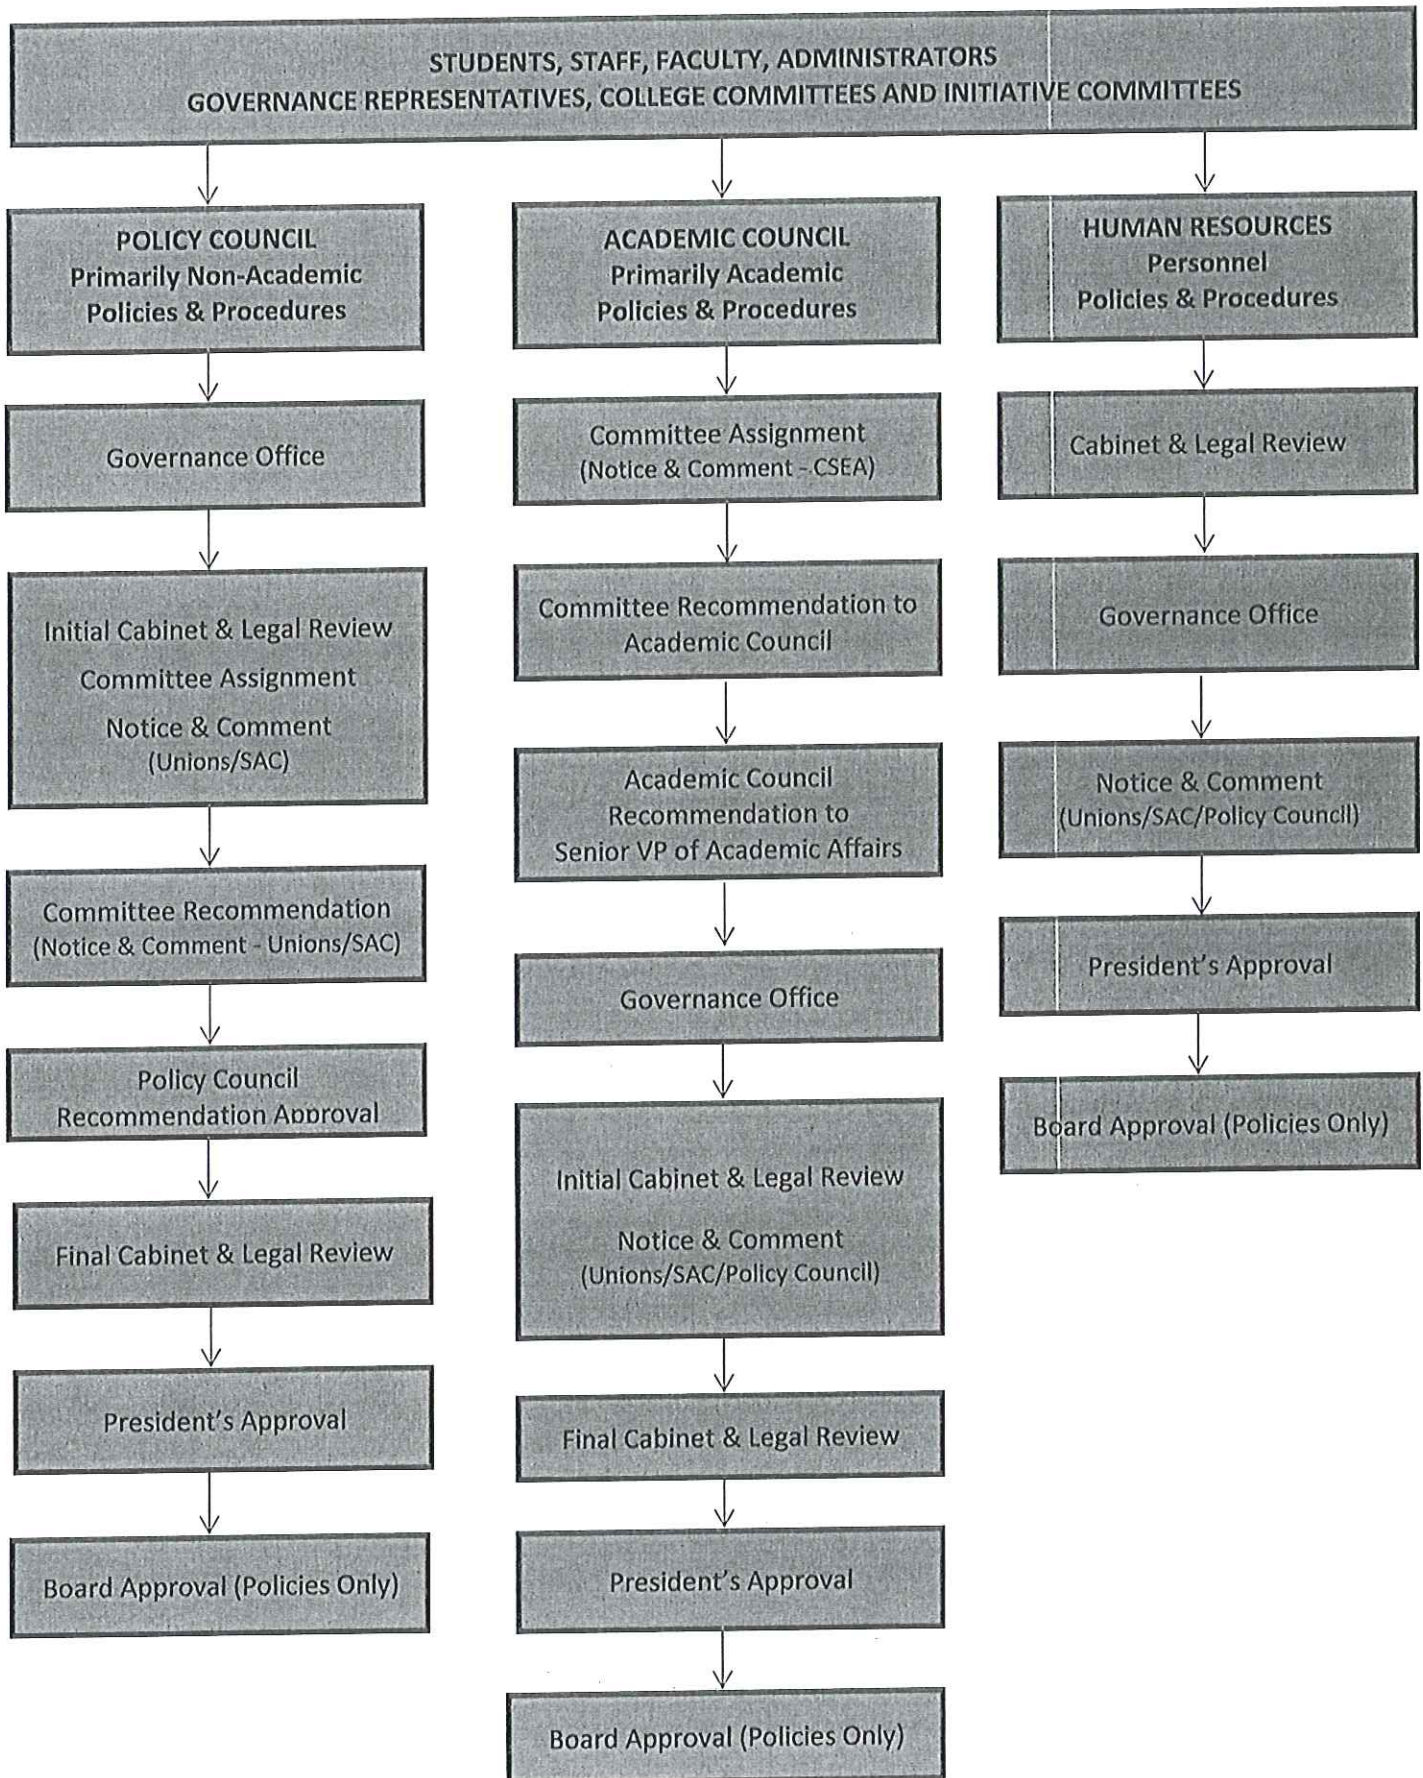 STUDENTS, STAFF, FACULTY, ADMINISTRATORS
GOVERNANCE REPRESENTATIVES, COLLEGE COMMITTEES AND INITIATIVE COMMITTEES
POLICY COUNCIL
Primarily Non-Academic
Policies & Procedures
Governance Office
Initial Cabinet & Legal Review
Committee Assignment
Notice & Comment
(Unions/SAC)
Committee Recommendation
(Notice & Comment - Unions/SAC)
Policy Council
Recommendation Approval
Final Cabinet & Legal Review
President's Approval
Board Approval (Policies Only)
ACADEMIC COUNCIL
Primarily Academic
Policies & Procedures
Committee Assignment
(Notice & Comment - CSEA)
Committee Recommendation to
Academic Council
Academic Council
Recommendation to
Senior VP of Academic Affairs
Governance Office
Initial Cabinet & Legal Review
Notice & Comment
(Unions/SAC/Policy Council)
Final Cabinet & Legal Review
President's Approval
Board Approval (Policies Only)
HUMAN RESOURCES
Personnel
Policies & Procedures
Cabinet & Legal Review
Governance Office
Notice & Comment
(Unions/SAC/Policy Council)
President's Approval
Board Approval (Policies Only)